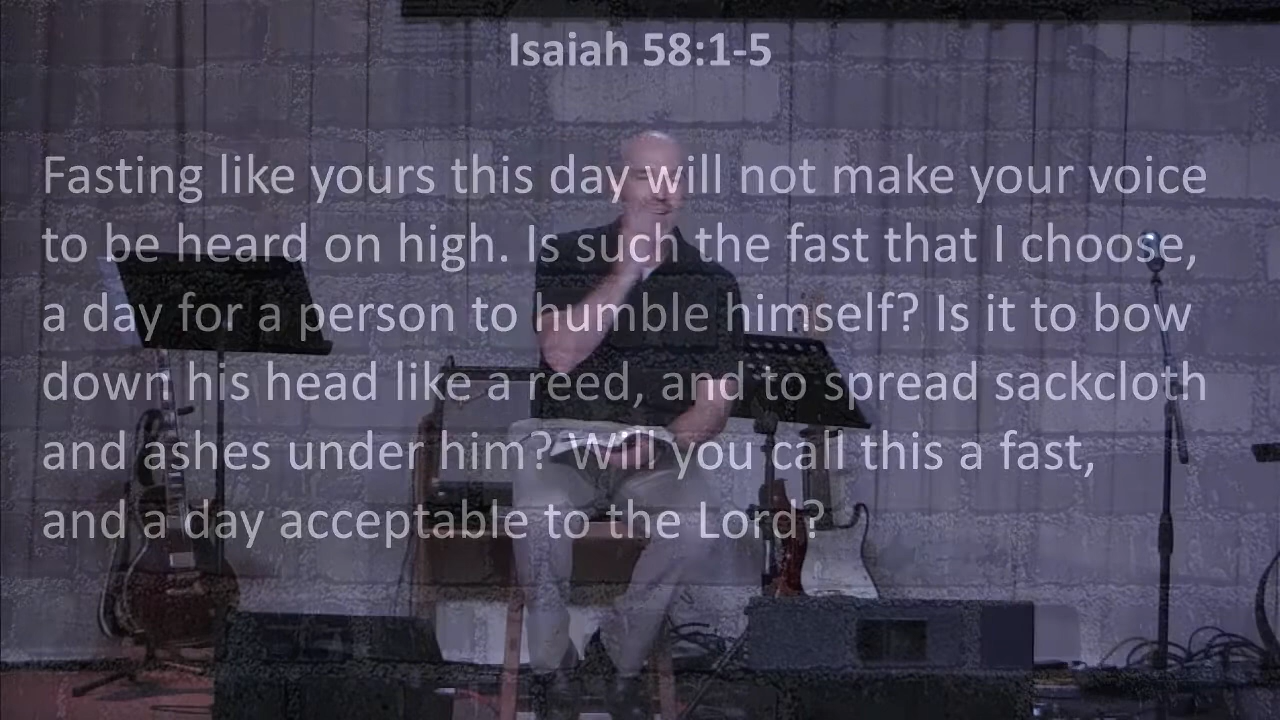 Isaiah 58:1-5
Fasting like yours this day will not make your voice
to be heard on high. Is such the fast that I choose,
a day for a person to humble himself? Is it to bow
down his head like a reed, and to spread sackcloth
and ashes under him? Will you call this a fast,
and a day acceptable to the Lord?